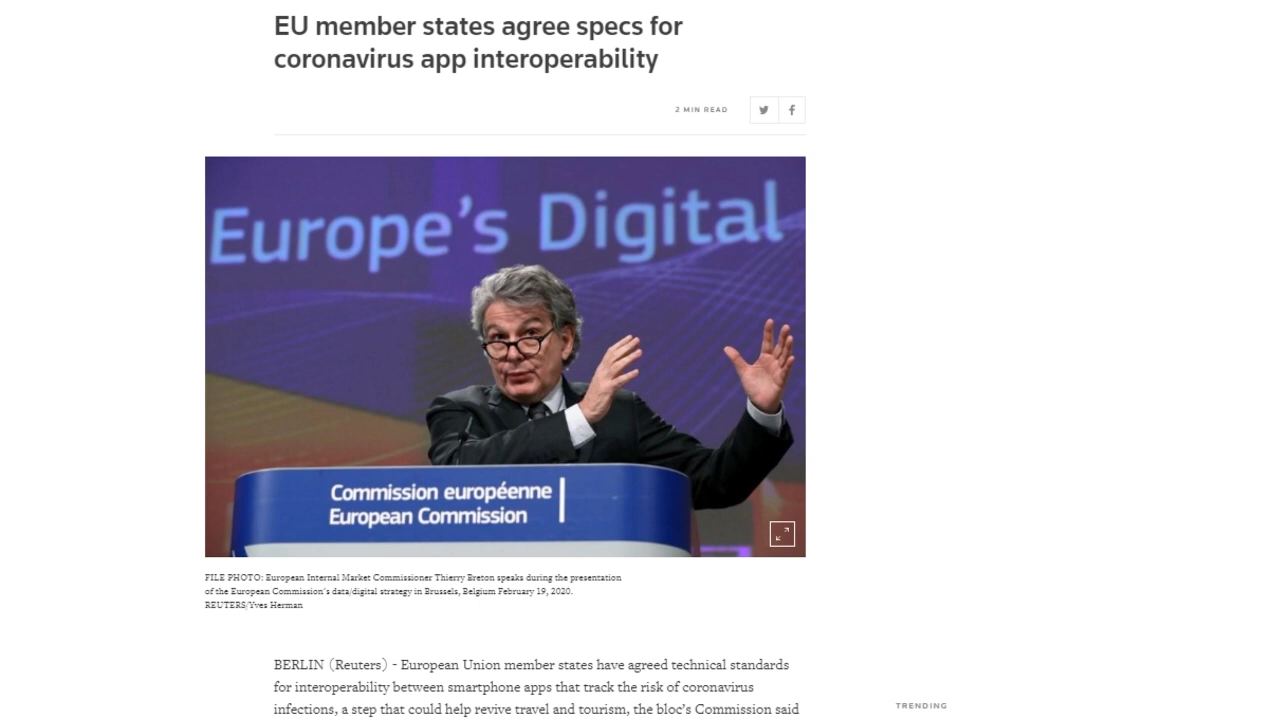 EU member states agree specs for
coronavirus app interoperability
2 MIN READ
Europe's Digital
Commission européenne
European Commission
FILE PHOTO: European Internal Market Commissioner Thierry Breton speaks during the presentation
of the European Commission's data/digital strategy in Brussels, Belgium February 19, 2020.
REUTERS/Yves Herman
BERLIN (Reuters) - European Union member states have agreed technical standards
for interoperability between smartphone apps that track the risk of coronavirus
infections, a step that could help revive travel and tourism, the bloc's Commission said
TRENDING